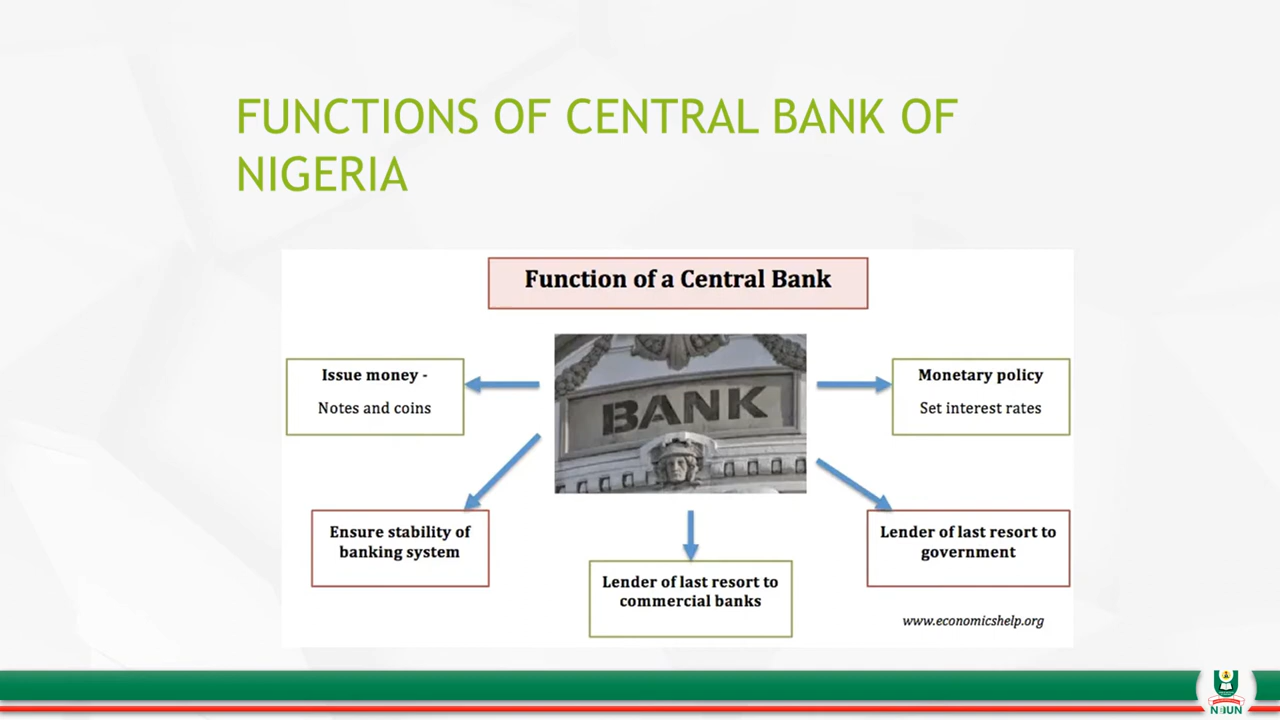 FUNCTIONS OF CENTRAL BANK OF
NIGERIA
Function of a Central Bank
Issue money -
Notes and coins
BANK
Monetary policy
Set interest rates
Ensure stability of
banking system
Lender of last resort to
commercial banks
Lender of last resort to
government
www.economicshelp.org
NOUN